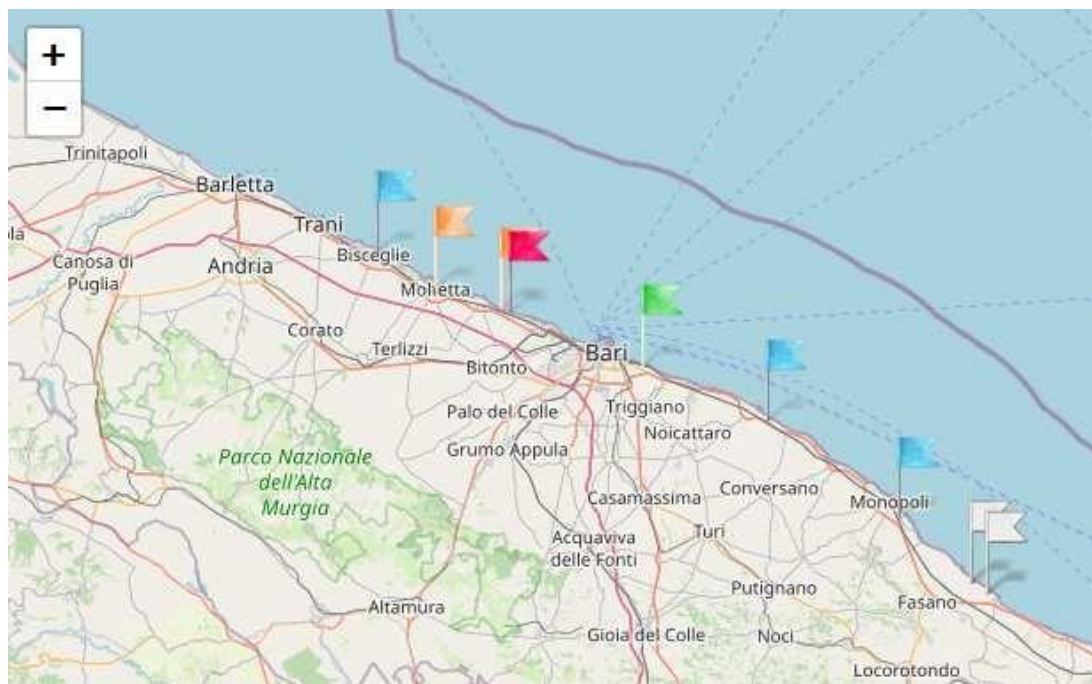 +
−
Trinitapoli
Barletta
Trani
ola
Canosa di
Puglia
Andria
Bisceglie
Molfetta
Corato
Terlizzi
Bitonto
Bari
Palo del Colle
Triggiano
Grumo Appula
Noicattaro
Parco Nazionale
dell'Alta
Murgia
Casamassima
Conversano
Monopoli
Turi
Acquaviva
delle Fonti
Putignano
Fasano
Altamura
Gioia del Colle
Noci
Locorotondo